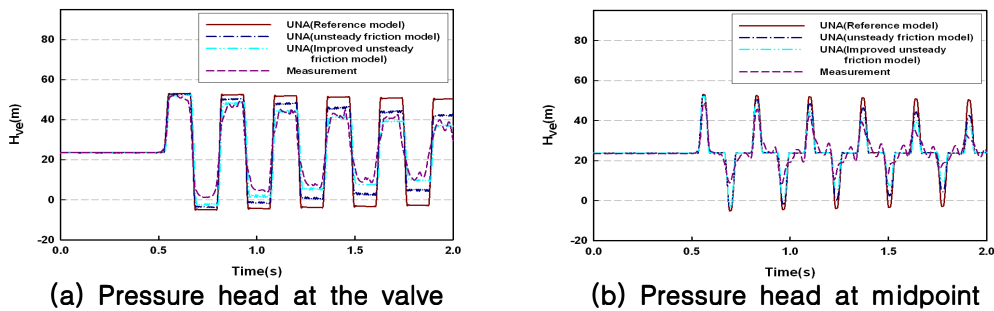 80
60
40
20
0
-20
H_ve(m)
UNA(Reference model)
UNA(unsteady friction model)
UNA(Improved unsteady
friction model)
Measurement
0.0 0.5 1.0 1.5 2.0
Time(s)
(a) Pressure head at the valve
80
60
40
20
0
-20
H_ve(m)
UNA(Reference model)
UNA(unsteady friction model)
UNA(Improved unsteady
friction model)
Measurement
0.0 0.5 1.0 1.5 2.0
Time(s)
(b) Pressure head at midpoint